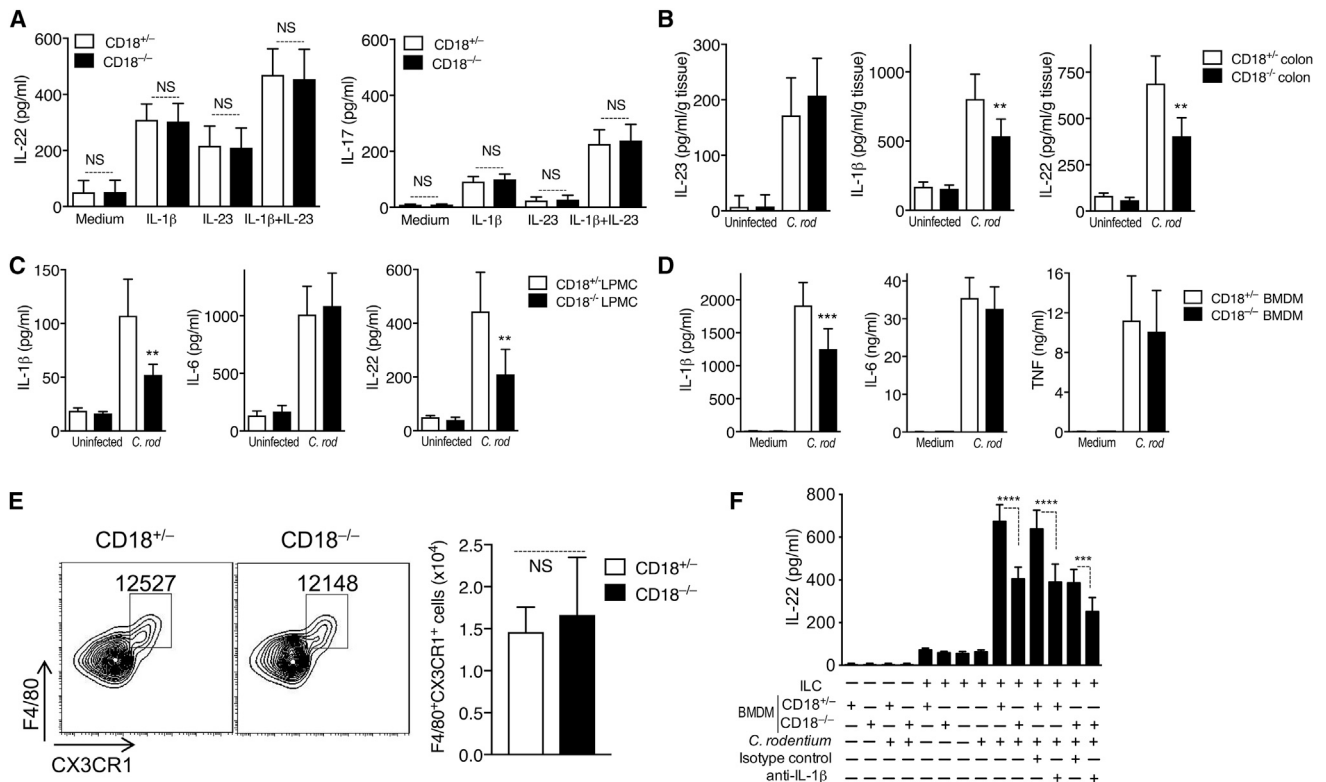 A
IL-22 (pg/ml)
600
400
200
0
CD18+/–
CD18–/–
NS
NS
NS
NS
Medium
IL-1β
IL-23
IL-1β+IL-23
IL-17 (pg/ml)
600
400
200
0
CD18+/–
CD18–/–
NS
NS
NS
NS
Medium
IL-1β
IL-23
IL-1β+IL-23
B
IL-23 (pg/ml/g tissue)
300
200
100
0
Uninfected
C. rod
IL-1β (pg/ml/g tissue)
1000
500
0
**
Uninfected
C. rod
IL-22 (pg/ml/g tissue)
750
500
250
0
**
Uninfected
C. rod
CD18+/- colon
CD18-/- colon
C
IL-1β (pg/ml)
150
100
50
0
**
Uninfected
C. rod
IL-6 (pg/ml)
1000
500
0
Uninfected
C. rod
IL-22 (pg/ml)
600
400
200
0
**
Uninfected
C. rod
CD18+/- LPMC
CD18-/- LPMC
D
IL-1β (pg/ml)
2000
1500
1000
500
0
***
Medium
C. rod
IL-6 (ng/ml)
40
30
20
10
0
Medium
C. rod
TNF (ng/ml)
16
12
8
4
0
Medium
C. rod
CD18+/– BMDM
CD18–/– BMDM
E
CD18+/–
CD18–/–
12527
12148
F4/80
CX3CR1
F4/80+CX3CR1+ cells (x10⁴)
2.5
2.0
1.5
1.0
0.5
0.0
NS
CD18+/–
CD18–/–
F
IL-22 (pg/ml)
800
600
400
200
0
****
****
***
ILC – – – – + + + + + + + + + + +
BMDM
CD18+/– + – + – + – – – – + – + + – –
CD18–/– – + – + – + – – – – + – – + +
C. rodentium – – + + – – – – + + + + + + +
Isotype control – – – – – – – – – – – + – + –
anti-IL-1β – – – – – – – – – – – – + – +